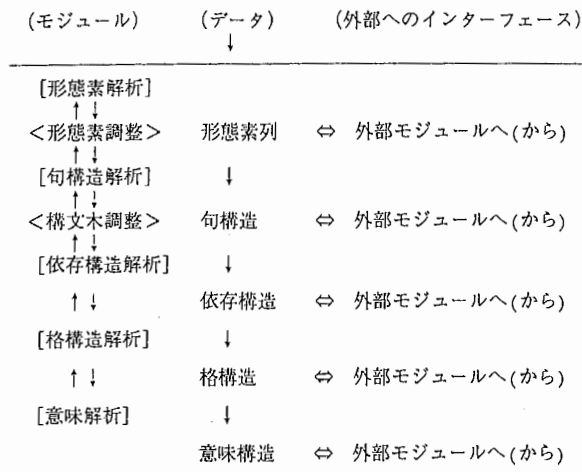 (モジュール) (データ) (外部へのインターフェース)
↓
[形態素解析]
↑↓
<形態素調整> 形態素列 ⇔ 外部モジュールへ(から)
↑↓
[句構造解析] ↓
↑↓
<構文木調整> 句構造 ⇔ 外部モジュールへ(から)
↑↓
[依存構造解析] ↓
↑↓ 依存構造 ⇔ 外部モジュールへ(から)
[格構造解析] ↓
↑↓ 格構造 ⇔ 外部モジュールへ(から)
[意味解析] ↓
意味構造 ⇔ 外部モジュールへ(から)